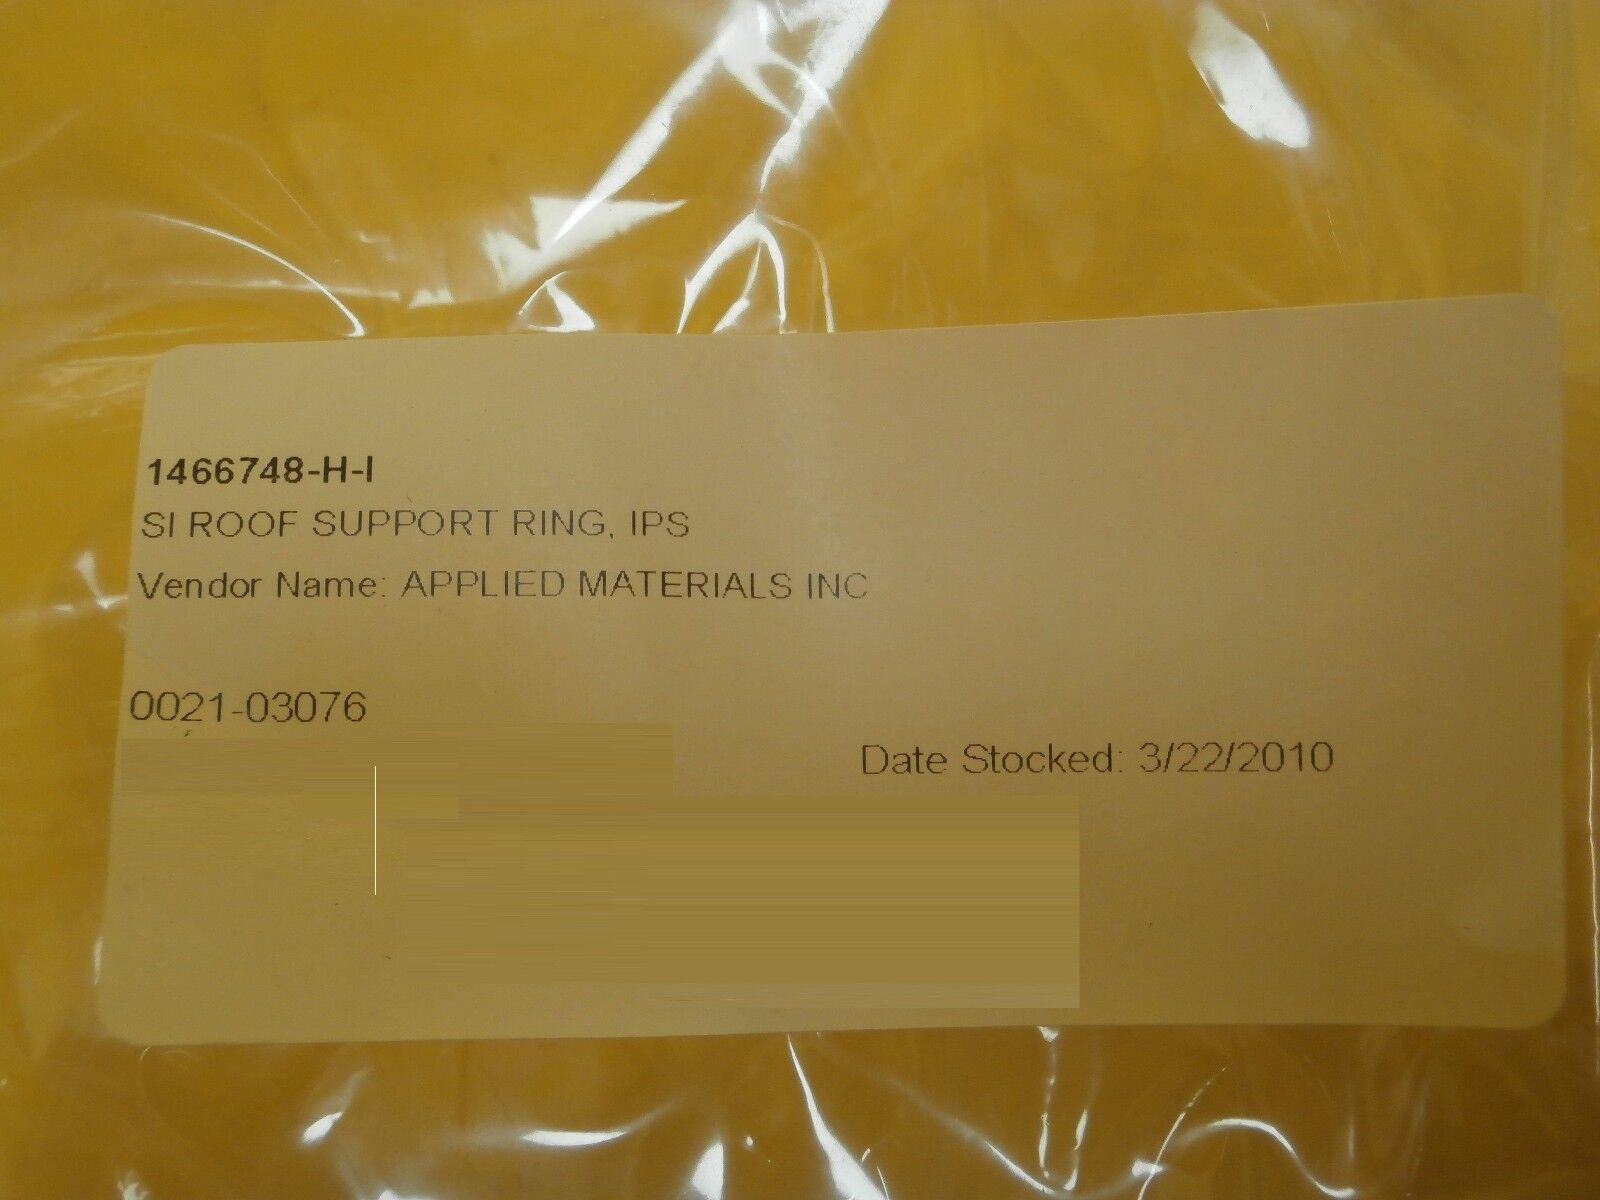 1466748-H-I
SI ROOF SUPPORT RING, IPS
Vendor Name: APPLIED MATERIALS INC
0021-03076
Date Stocked: 3/22/2010